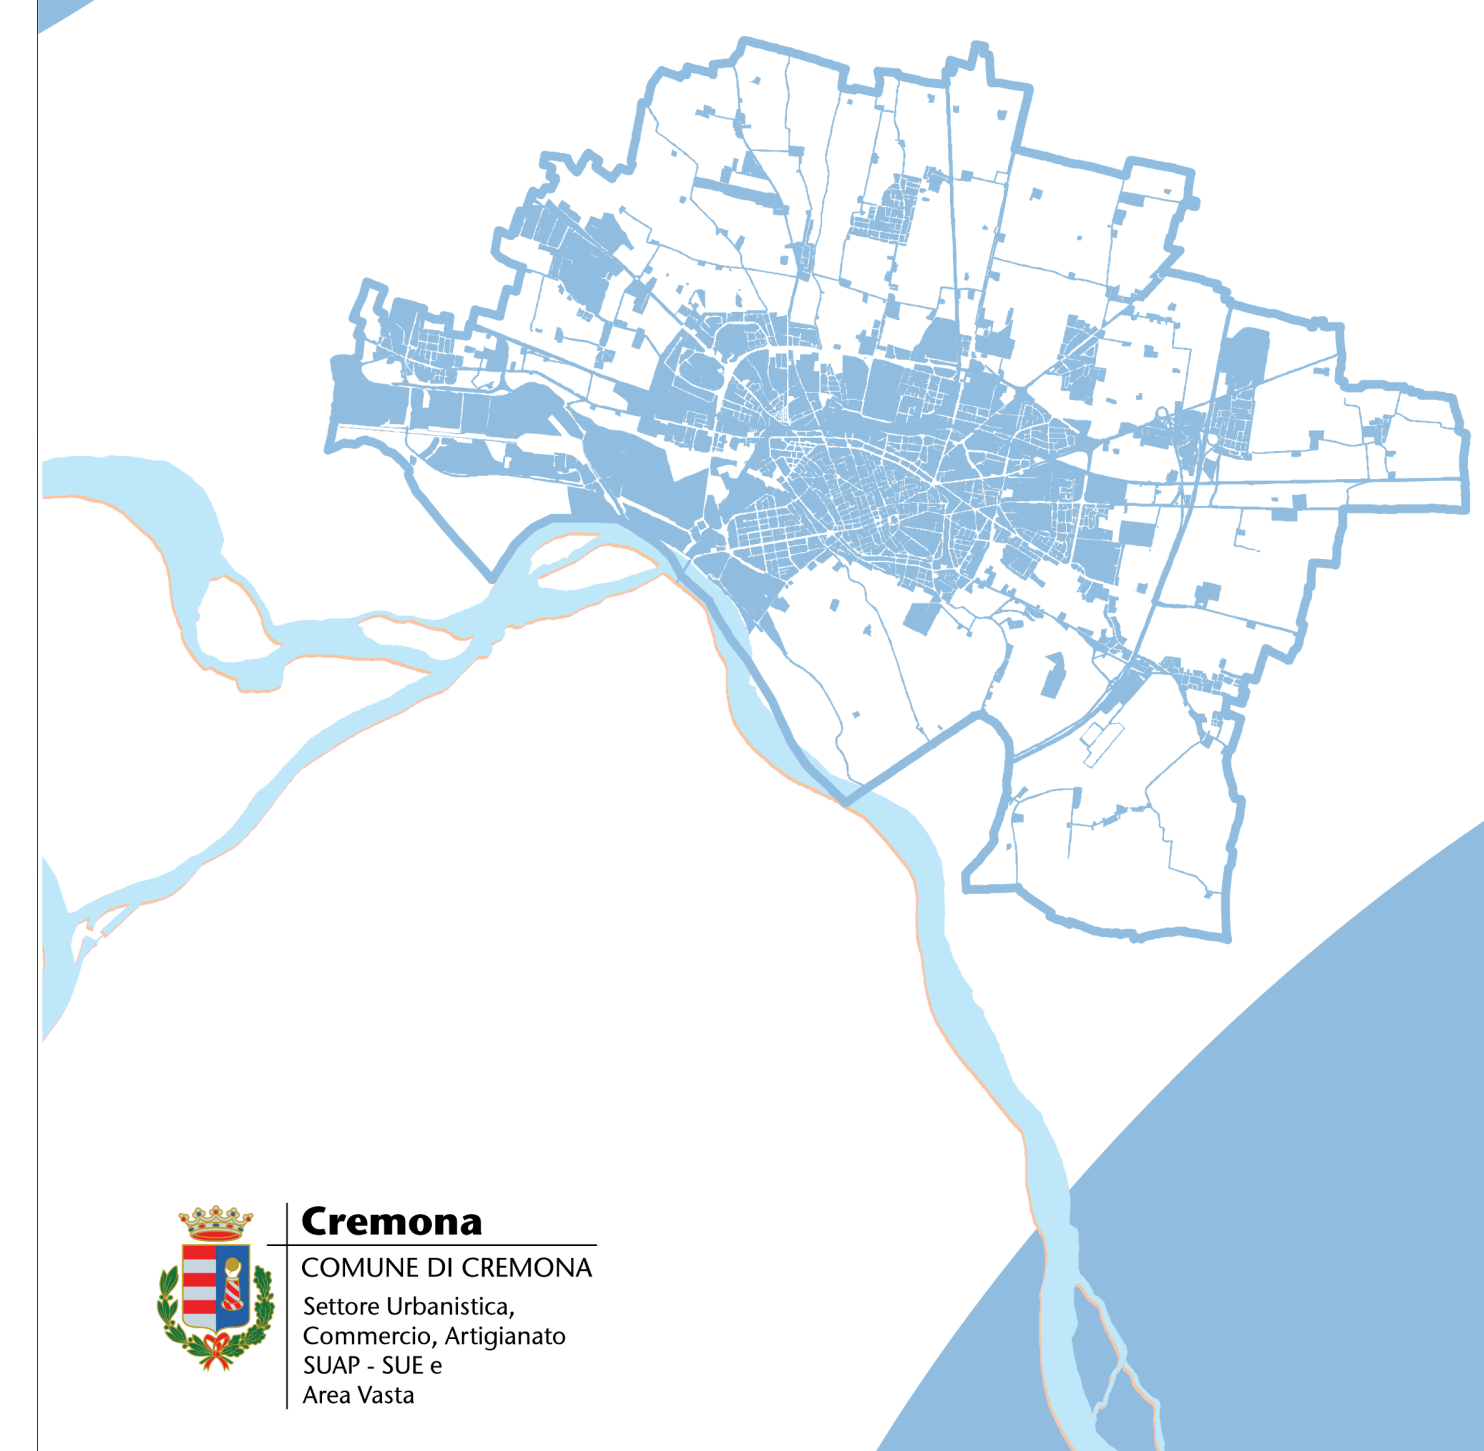 Cremona
COMUNE DI CREMONA
Settore Urbanistica,
Commercio, Artigianato
SUAP - SUE e
Area Vasta